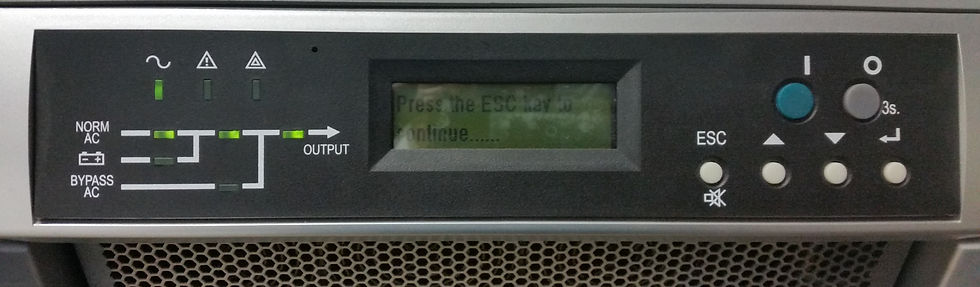 NORM
AC
BYPASS
AC
OUTPUT
Press the ESC key to
continue......
I
O
3s.
ESC